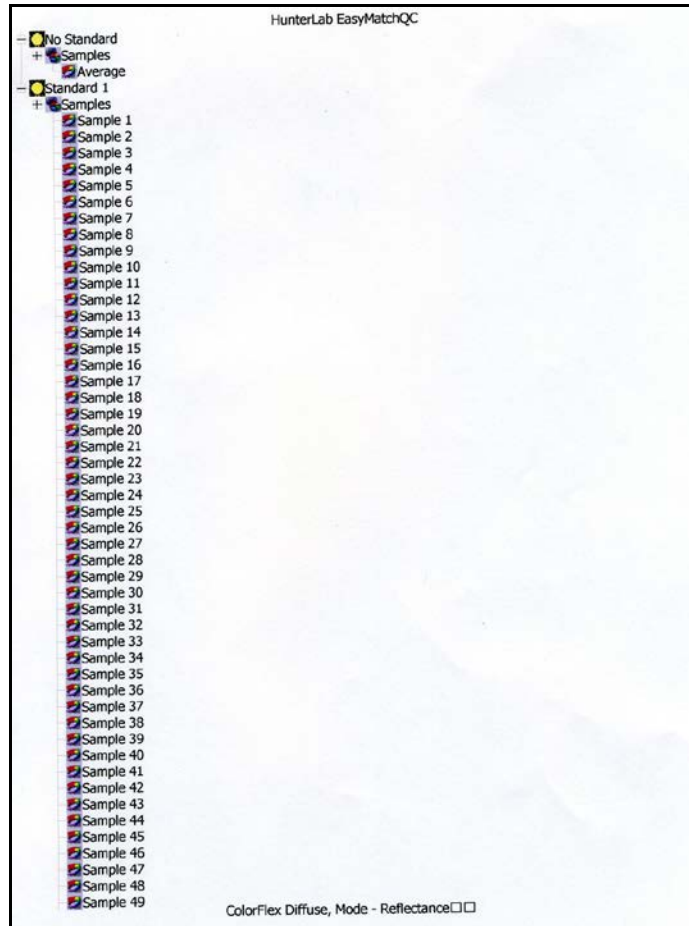 HunterLab EasyMatchQC
No Standard
Samples
Average
Standard 1
Samples
Sample 1
Sample 2
Sample 3
Sample 4
Sample 5
Sample 6
Sample 7
Sample 8
Sample 9
Sample 10
Sample 11
Sample 12
Sample 13
Sample 14
Sample 15
Sample 16
Sample 17
Sample 18
Sample 19
Sample 20
Sample 21
Sample 22
Sample 23
Sample 24
Sample 25
Sample 26
Sample 27
Sample 28
Sample 29
Sample 30
Sample 31
Sample 32
Sample 33
Sample 34
Sample 35
Sample 36
Sample 37
Sample 38
Sample 39
Sample 40
Sample 41
Sample 42
Sample 43
Sample 44
Sample 45
Sample 46
Sample 47
Sample 48
Sample 49
ColorFlex Diffuse, Mode - Reflectance□□